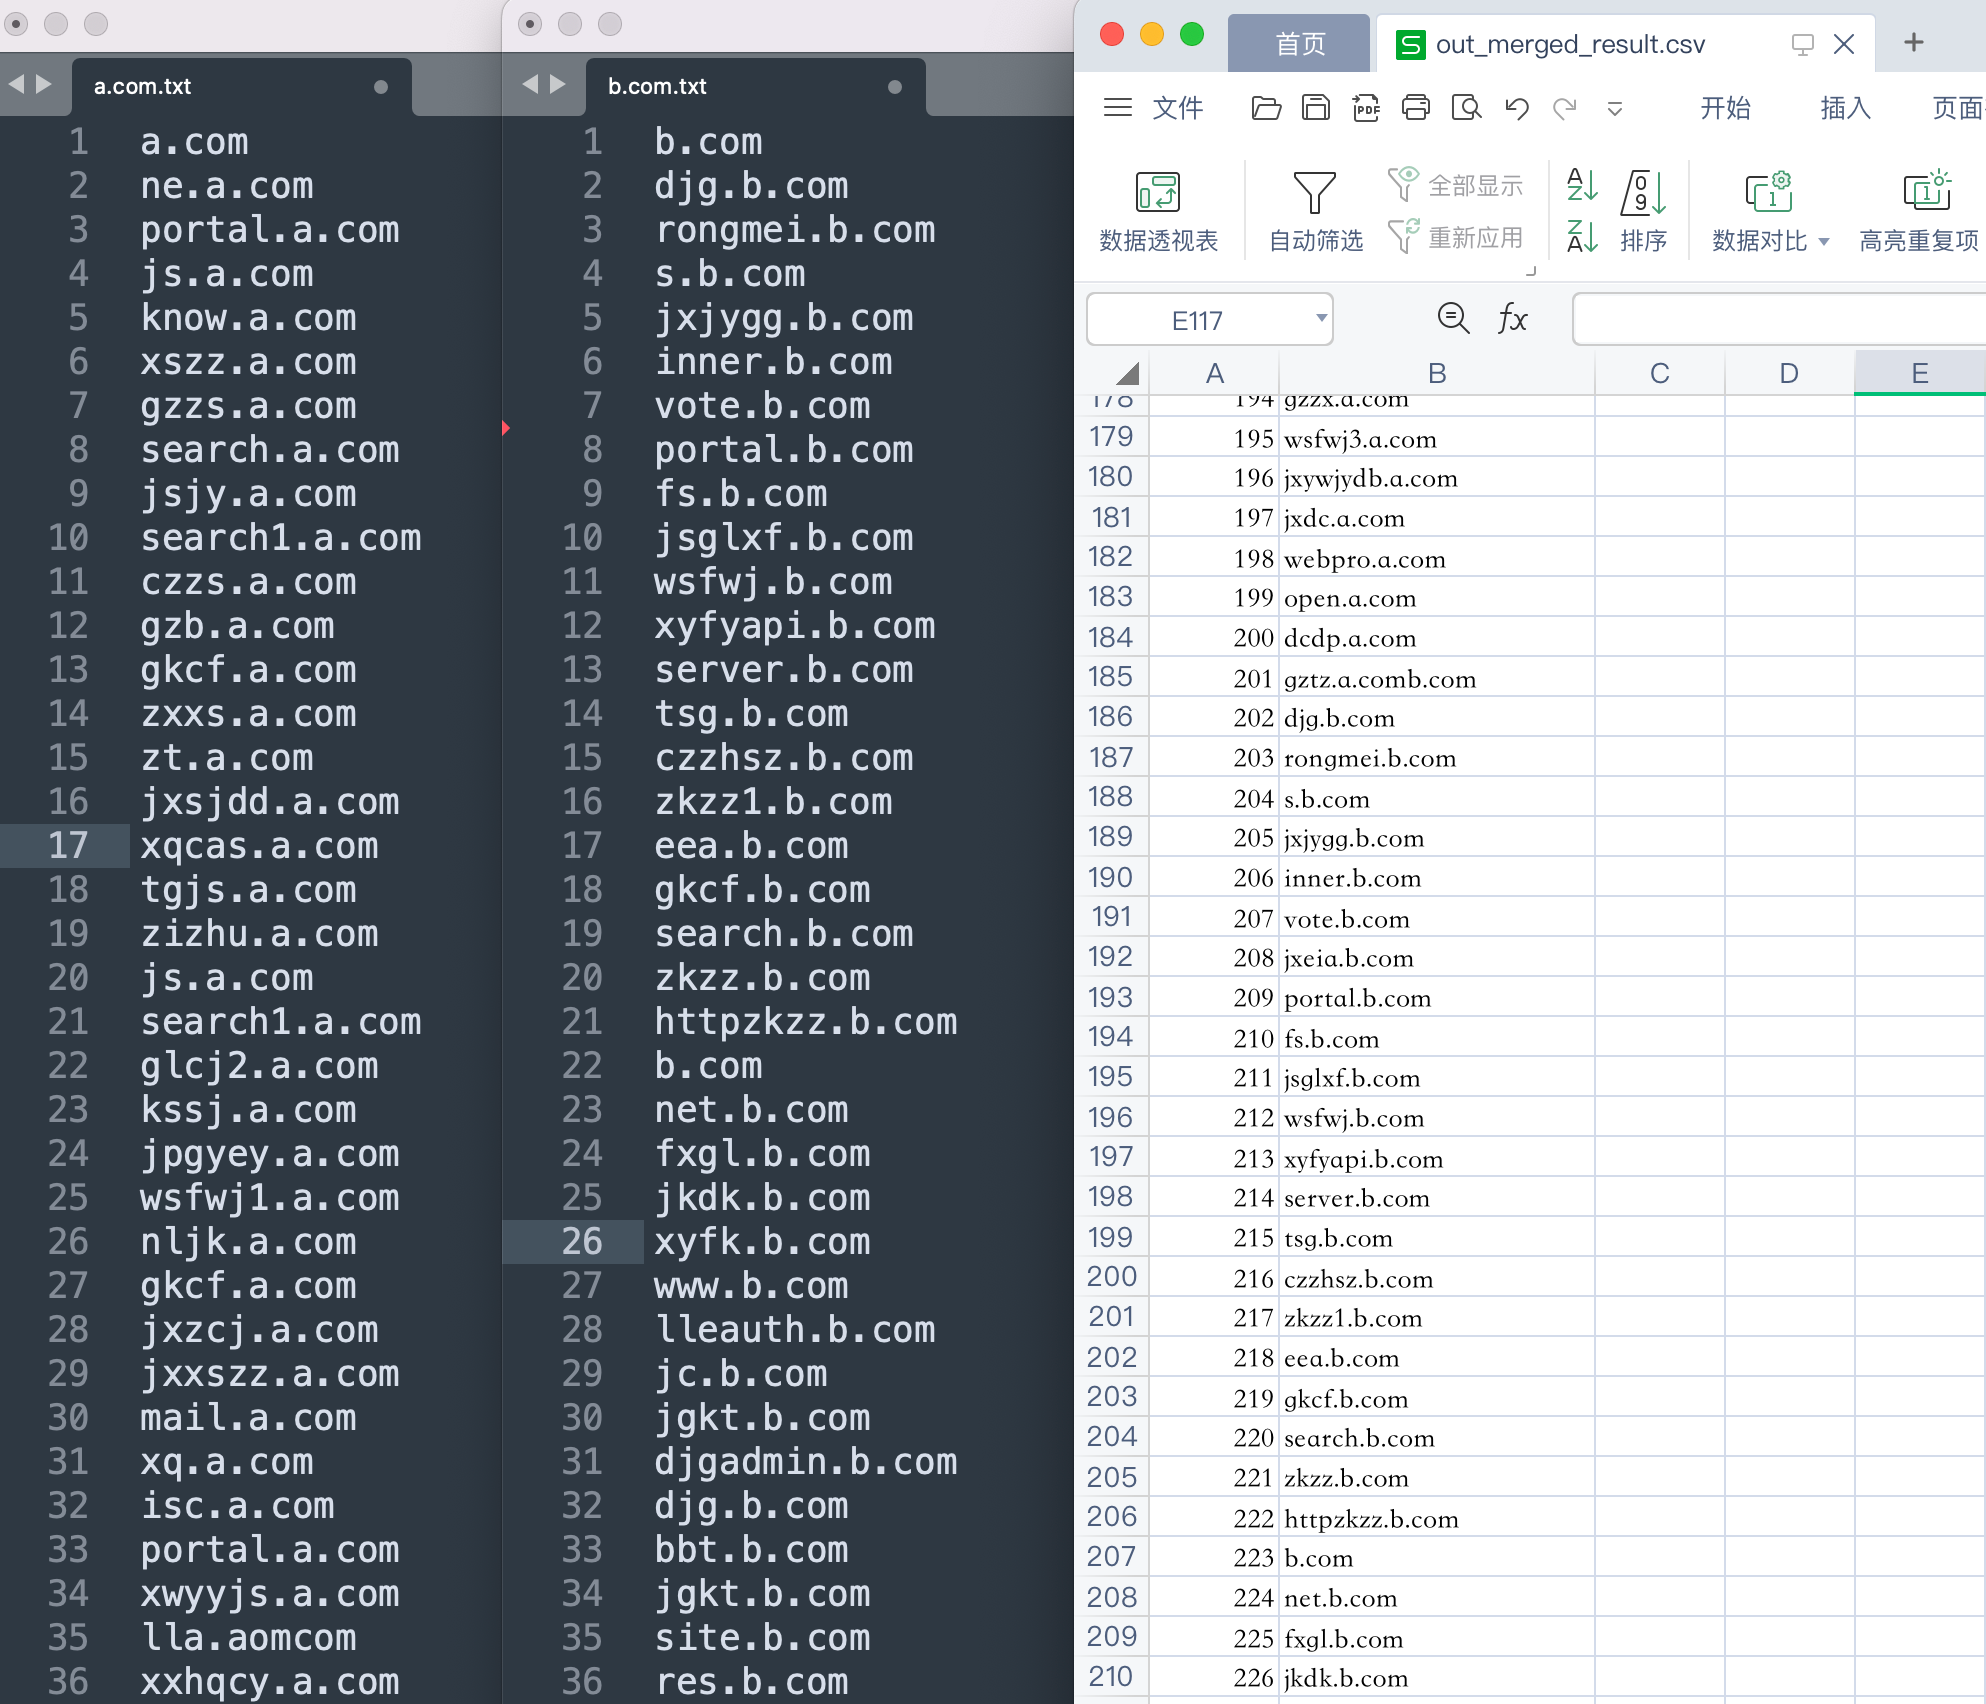 a.com.txt
1 a.com
2 ne.a.com
3 portal.a.com
4 js.a.com
5 know.a.com
6 xszz.a.com
7 gzzs.a.com
8 search.a.com
9 jsjy.a.com
10 search1.a.com
11 czzs.a.com
12 gzb.a.com
13 gkcf.a.com
14 zxxs.a.com
15 zt.a.com
16 jxsjdd.a.com
17 xqcas.a.com
18 tgjs.a.com
19 zizhu.a.com
20 js.a.com
21 search1.a.com
22 glcj2.a.com
23 kssj.a.com
24 jpgyey.a.com
25 wsfwj1.a.com
26 nljk.a.com
27 gkcf.a.com
28 jxzcj.a.com
29 jxxszz.a.com
30 mail.a.com
31 xq.a.com
32 isc.a.com
33 portal.a.com
34 xwyyjs.a.com
35 lla.aomcom
36 xxhqcy.a.com
b.com.txt
1 b.com
2 djg.b.com
3 rongmei.b.com
4 s.b.com
5 jxjygg.b.com
6 inner.b.com
7 vote.b.com
8 portal.b.com
9 fs.b.com
10 jsglxf.b.com
11 wsfwj.b.com
12 xyfyapi.b.com
13 server.b.com
14 tsg.b.com
15 czzhsz.b.com
16 zkzz1.b.com
17 eea.b.com
18 gkcf.b.com
19 search.b.com
20 zkzz.b.com
21 httpzkzz.b.com
22 b.com
23 net.b.com
24 fxgl.b.com
25 jkdk.b.com
26 xyfk.b.com
27 www.b.com
28 lleauth.b.com
29 jc.b.com
30 jgkt.b.com
31 djgadmin.b.com
32 djg.b.com
33 bbt.b.com
34 jgkt.b.com
35 site.b.com
36 res.b.com
首页 out_merged_result.csv
文件 PDF 开始 插入 页面
数据透视表 自动筛选 全部显示 重新应用 排序 数据对比 高亮重复项
E117 fx
A B C D E
178 194 gzzx.a.com
179 195 wsfwj3.a.com
180 196 jxywjydb.a.com
181 197 jxdc.a.com
182 198 webpro.a.com
183 199 open.a.com
184 200 dcdp.a.com
185 201 gztz.a.comb.com
186 202 djg.b.com
187 203 rongmei.b.com
188 204 s.b.com
189 205 jxjygg.b.com
190 206 inner.b.com
191 207 vote.b.com
192 208 jxeia.b.com
193 209 portal.b.com
194 210 fs.b.com
195 211 jsglxf.b.com
196 212 wsfwj.b.com
197 213 xyfyapi.b.com
198 214 server.b.com
199 215 tsg.b.com
200 216 czzhsz.b.com
201 217 zkzz1.b.com
202 218 eea.b.com
203 219 gkcf.b.com
204 220 search.b.com
205 221 zkzz.b.com
206 222 httpzkzz.b.com
207 223 b.com
208 224 net.b.com
209 225 fxgl.b.com
210 226 jkdk.b.com